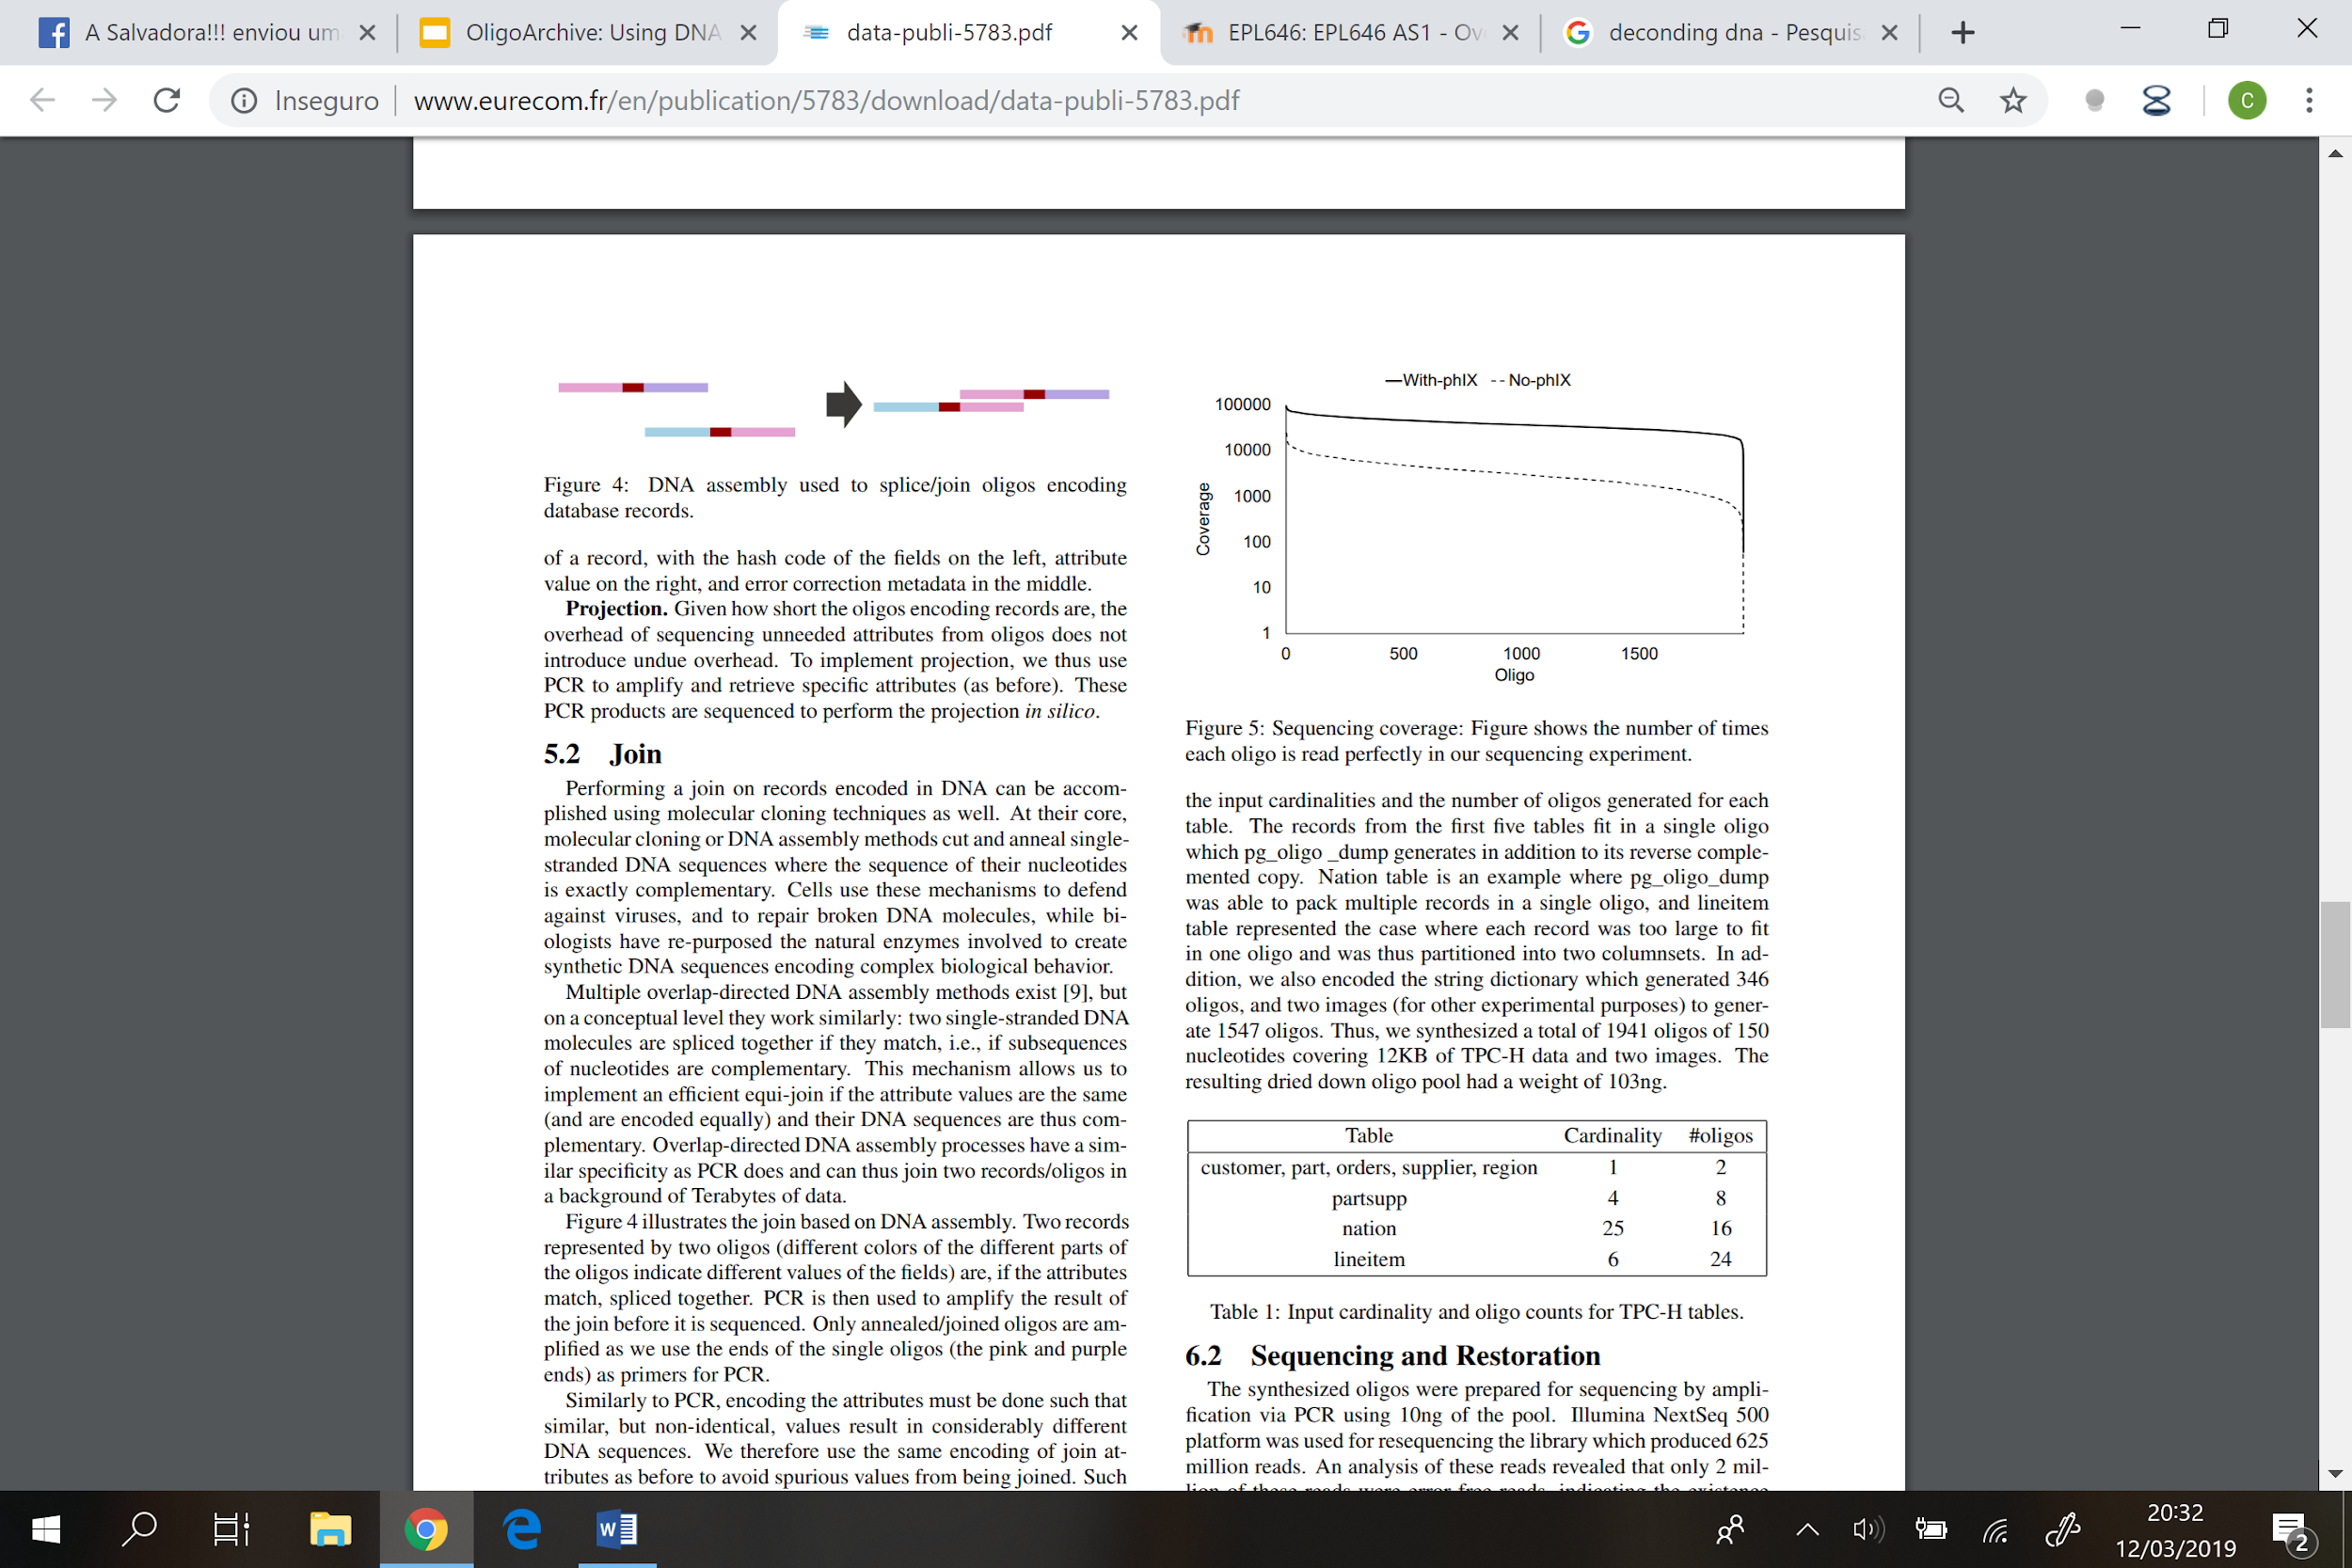 A Salvadora!!! enviou um
OligoArchive: Using DNA
data-publi-5783.pdf
EPL646: EPL646 AS1 - Ov
deconding dna - Pesquis
Inseguro
www.eurecom.fr/en/publication/5783/download/data-publi-5783.pdf
C
Figure 4: DNA assembly used to splice/join oligos encoding
database records.
of a record, with the hash code of the fields on the left, attribute
value on the right, and error correction metadata in the middle.
Projection. Given how short the oligos encoding records are, the
overhead of sequencing unneeded attributes from oligos does not
introduce undue overhead. To implement projection, we thus use
PCR to amplify and retrieve specific attributes (as before). These
PCR products are sequenced to perform the projection in silico.
5.2 Join
Performing a join on records encoded in DNA can be accom-
plished using molecular cloning techniques as well. At their core,
molecular cloning or DNA assembly methods cut and anneal single-
stranded DNA sequences where the sequence of their nucleotides
is exactly complementary. Cells use these mechanisms to defend
against viruses, and to repair broken DNA molecules, while bi-
ologists have re-purposed the natural enzymes involved to create
synthetic DNA sequences encoding complex biological behavior.
Multiple overlap-directed DNA assembly methods exist [9], but
on a conceptual level they work similarly: two single-stranded DNA
molecules are spliced together if they match, i.e., if subsequences
of nucleotides are complementary. This mechanism allows us to
implement an efficient equi-join if the attribute values are the same
(and are encoded equally) and their DNA sequences are thus com-
plementary. Overlap-directed DNA assembly processes have a sim-
ilar specificity as PCR does and can thus join two records/oligos in
a background of Terabytes of data.
Figure 4 illustrates the join based on DNA assembly. Two records
represented by two oligos (different colors of the different parts of
the oligos indicate different values of the fields) are, if the attributes
match, spliced together. PCR is then used to amplify the result of
the join before it is sequenced. Only annealed/joined oligos are am-
plified as we use the ends of the single oligos (the pink and purple
ends) as primers for PCR.
Similarly to PCR, encoding the attributes must be done such that
similar, but non-identical, values result in considerably different
DNA sequences. We therefore use the same encoding of join at-
tributes as before to avoid spurious values from being joined. Such
With-phIX No-phIX
100000
10000
1000
100
10
1
Coverage
0 500 1000 1500
Oligo
Figure 5: Sequencing coverage: Figure shows the number of times
each oligo is read perfectly in our sequencing experiment.
the input cardinalities and the number of oligos generated for each
table. The records from the first five tables fit in a single oligo
which pg_oligo _dump generates in addition to its reverse comple-
mented copy. Nation table is an example where pg_oligo_dump
was able to pack multiple records in a single oligo, and lineitem
table represented the case where each record was too large to fit
in one oligo and was thus partitioned into two columnsets. In ad-
dition, we also encoded the string dictionary which generated 346
oligos, and two images (for other experimental purposes) to gener-
ate 1547 oligos. Thus, we synthesized a total of 1941 oligos of 150
nucleotides covering 12KB of TPC-H data and two images. The
resulting dried down oligo pool had a weight of 103ng.
Table Cardinality #oligos
customer, part, orders, supplier, region 1 2
partsupp 4 8
nation 25 16
lineitem 6 24
Table 1: Input cardinality and oligo counts for TPC-H tables.
6.2 Sequencing and Restoration
The synthesized oligos were prepared for sequencing by ampli-
fication via PCR using 10ng of the pool. Illumina NextSeq 500
platform was used for resequencing the library which produced 625
million reads. An analysis of these reads revealed that only 2 mil-
lion of these reads were error-free reads, indicating the existence
20:32
12/03/2019
2